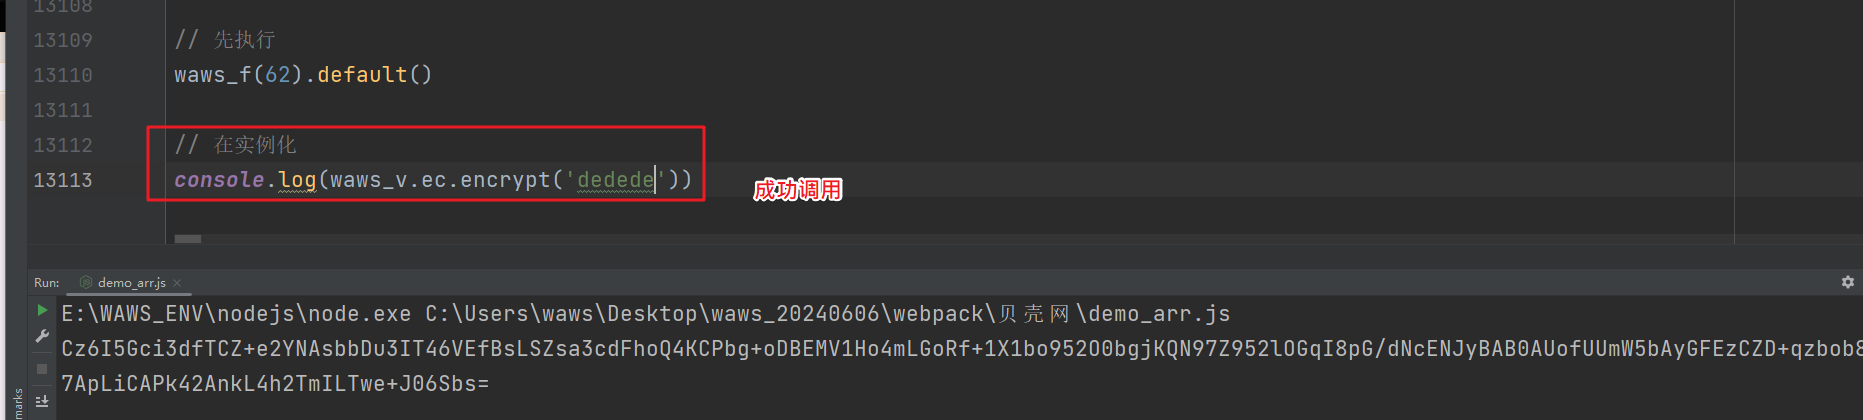 13108
13109 // 先执行
13110 waws_f(62).default()
13111
13112 // 在实例化
13113 console.log(waws_v.ec.encrypt('dedede'))
成功调用
Run: demo_arr.js
E:\WAWS_ENV\nodejs\node.exe C:\Users\waws\Desktop\waws_20240606\webpack\贝壳网\demo_arr.js
Cz6I5Gci3dfTCZ+e2YNAsbbDu3IT46VEfBsLSZsa3cdFhoQ4KCPbg+oDBEMV1Ho4mLGoRf+1X1bo952O0bgjKQN97Z952lOGqI8pG/dNcENJyBAB0AUofUUmW5bAyGFEzCZD+qzbob8
7ApLiCAPk42AnkL4h2TmILTwe+J06Sbs=
marks